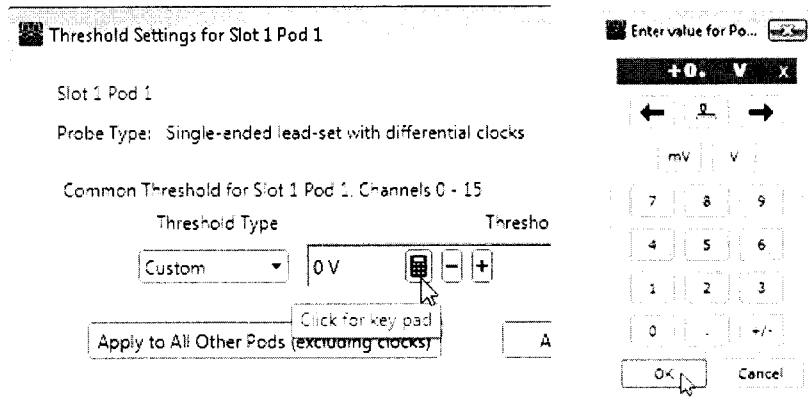 Threshold Settings for Slot 1 Pod 1
Slot 1 Pod 1
Probe Type: Single-ended lead-set with differential clocks
Common Threshold for Slot 1 Pod 1, Channels 0 - 15
Threshold Type Thresho
Custom 0 V - +
Click for key pad
Apply to All Other Pods (excluding clocks) A
Enter value for Po...
+0. V X
mV V
7 8 9
4 5 6
1 2 3
0 . +/-
OK Cancel